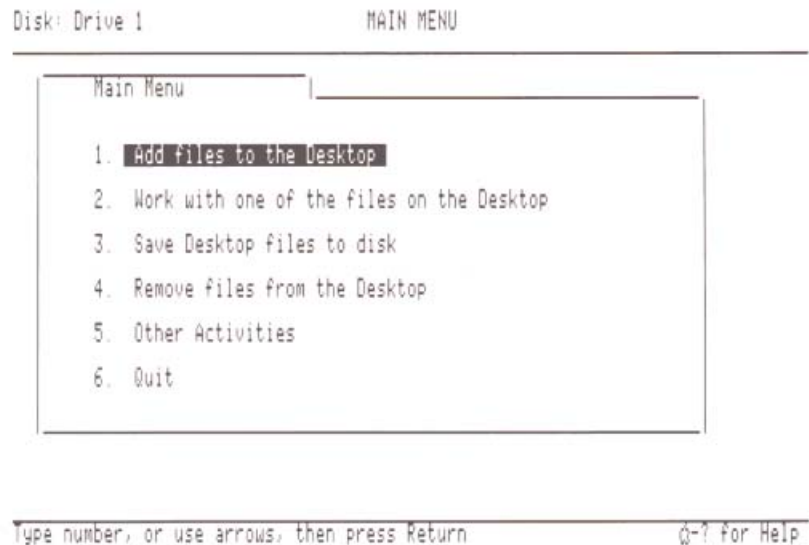 Disk: Drive 1 MAIN MENU
Main Menu
1. Add files to the Desktop
2. Work with one of the files on the Desktop
3. Save Desktop files to disk
4. Remove files from the Desktop
5. Other Activities
6. Quit
Type number, or use arrows, then press Return ⌂-? for Help